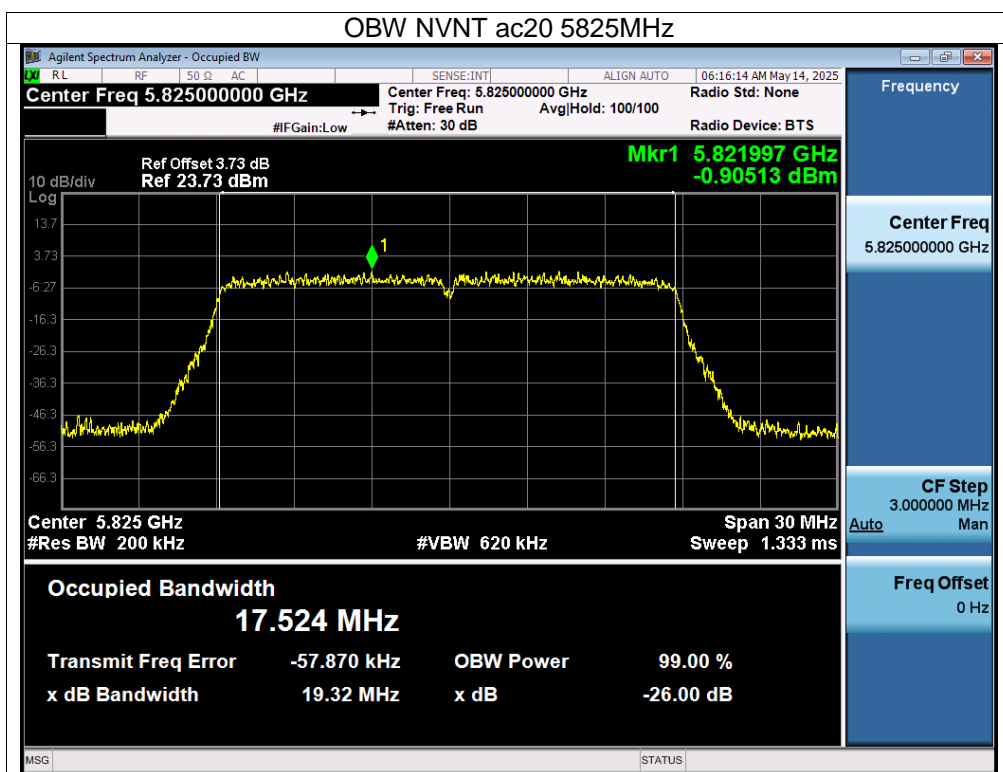 OBW NVNT ac20 5825MHz
Agilent Spectrum Analyzer - Occupied BW
LXI RL RF 50 Ω AC SENSE:INT ALIGN AUTO 06:16:14 AM May 14, 2025
Center Freq 5.825000000 GHz
Center Freq: 5.825000000 GHz Radio Std: None
Trig: Free Run Avg|Hold: 100/100
#IFGain:Low #Atten: 30 dB Radio Device: BTS
Frequency
Mkr1 5.821997 GHz
-0.90513 dBm
Ref Offset 3.73 dB
10 dB/div Ref 23.73 dBm
Log
13.7
3.73
-6.27
-16.3
-26.3
-36.3
-46.3
-56.3
-66.3
1
Center 5.825 GHz Span 30 MHz
#Res BW 200 kHz #VBW 620 kHz Sweep 1.333 ms
Center Freq
5.825000000 GHz
CF Step
3.000000 MHz
Auto Man
Freq Offset
0 Hz
Occupied Bandwidth
17.524 MHz
Transmit Freq Error -57.870 kHz OBW Power 99.00 %
x dB Bandwidth 19.32 MHz x dB -26.00 dB
MSG STATUS